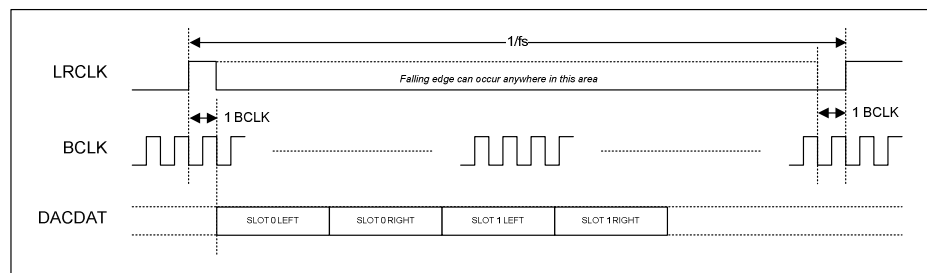 1/fs
LRCLK
Falling edge can occur anywhere in this area
1 BCLK
1 BCLK
BCLK
DACDAT
SLOT 0 LEFT
SLOT 0 RIGHT
SLOT 1 LEFT
SLOT 1 RIGHT